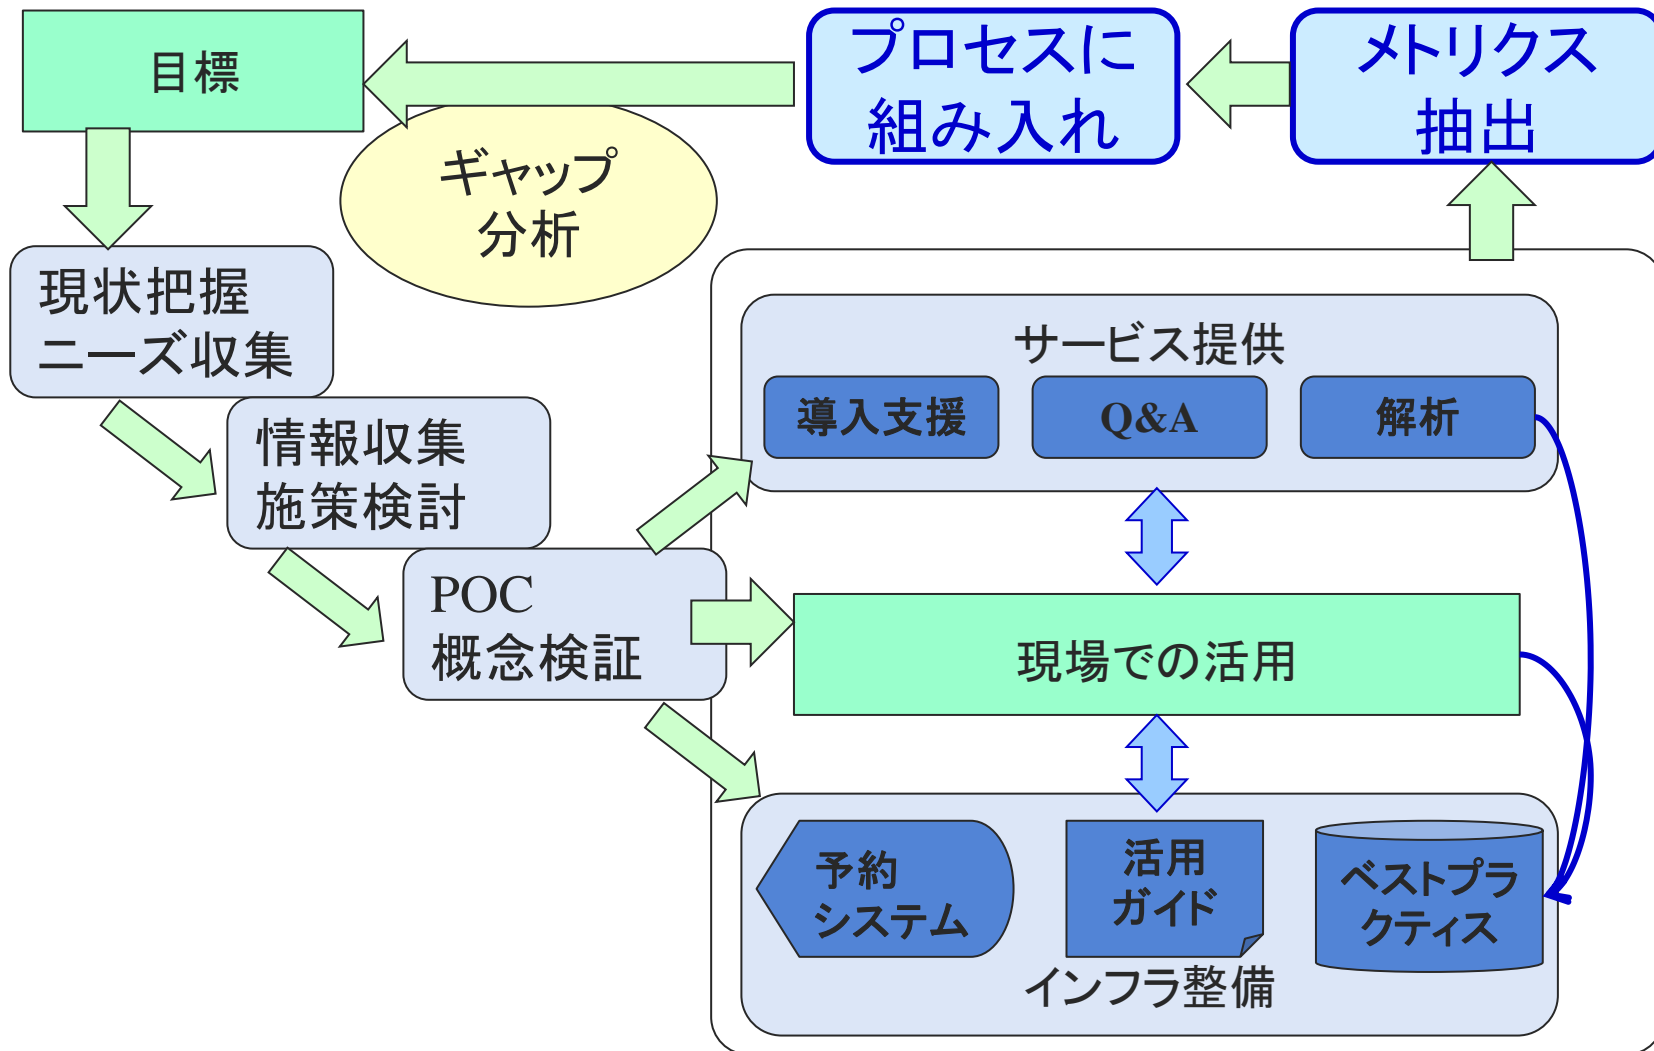 目標
プロセスに
組み入れ
メトリクス
抽出
ギャップ
分析
現状把握
ニーズ収集
情報収集
施策検討
POC
概念検証
サービス提供
導入支援
Q&A
解析
現場での活用
予約
システム
活用
ガイド
ベストプラ
クティス
インフラ整備